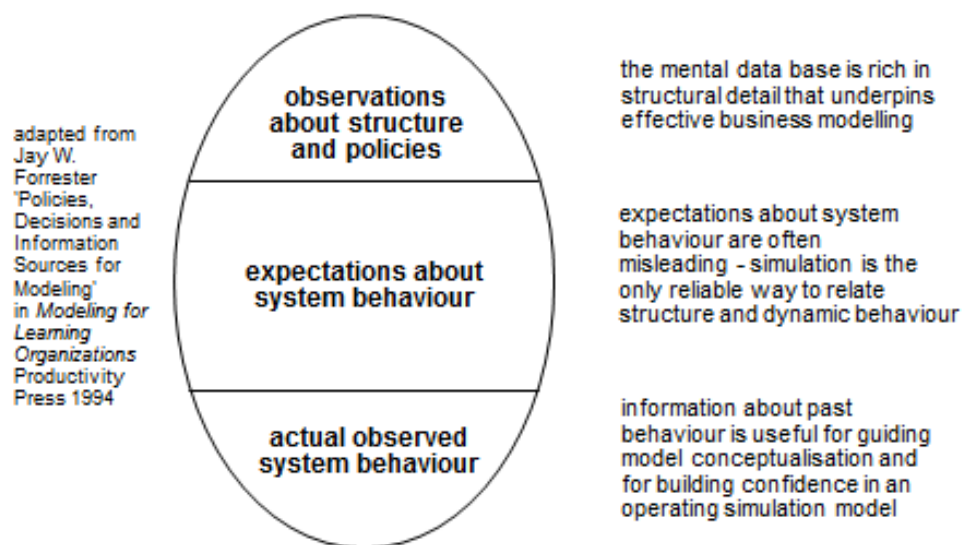 adapted from
Jay W.
Forrester
'Policies,
Decisions and
Information
Sources for
Modeling'
in Modeling for
Learning
Organizations
Productivity
Press 1994
observations
about structure
and policies
the mental data base is rich in
structural detail that underpins
effective business modelling
expectations about
system behaviour
expectations about system
behaviour are often
misleading - simulation is the
only reliable way to relate
structure and dynamic behaviour
actual observed
system behaviour
information about past
behaviour is useful for guiding
model conceptualisation and
for building confidence in an
operating simulation model